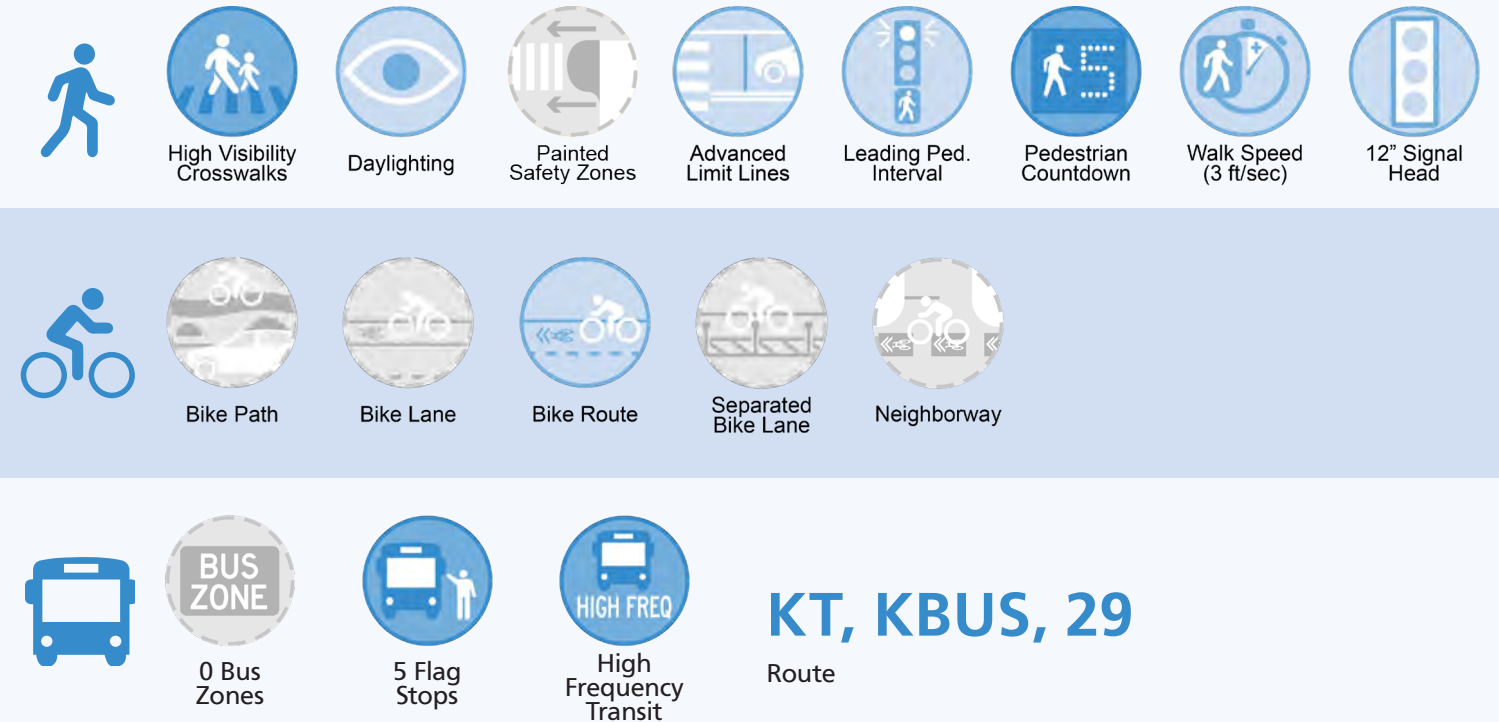 5
High Visibility
Crosswalks
Daylighting
Painted
Safety Zones
Advanced
Limit Lines
Leading Ped.
Interval
Pedestrian
Countdown
Walk Speed
(3 ft/sec)
12” Signal
Head
Bike Path
Bike Lane
Bike Route
Separated
Bike Lane
Neighborway
BUS
ZONE
0 Bus
Zones
5 Flag
Stops
HIGH FREQ
High
Frequency
Transit
KT, KBUS, 29
Route